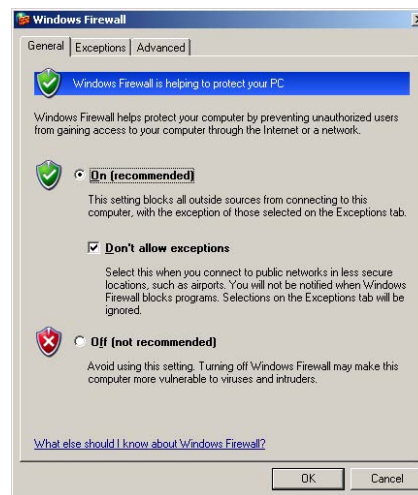 Windows Firewall
General Exceptions Advanced
Windows Firewall is helping to protect your PC
Windows Firewall helps protect your computer by preventing unauthorized users
from gaining access to your computer through the Internet or a network.
On (recommended)
This setting blocks all outside sources from connecting to this
computer, with the exception of those selected on the Exceptions tab.
Don't allow exceptions
Select this when you connect to public networks in less secure
locations, such as airports. You will not be notified when Windows
Firewall blocks programs. Selections on the Exceptions tab will be
ignored.
Off (not recommended)
Avoid using this setting. Turning off Windows Firewall may make this
computer more vulnerable to viruses and intruders.
What else should I know about Windows Firewall?
OK Cancel